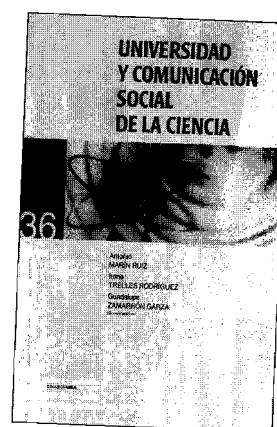 UNIVERSIDAD
Y COMUNICACIÓN
SOCIAL
DE LA CIENCIA
36
Antonio
MARÍN RUIZ
Irene
TRELLES RODRÍGUEZ
Guadalupe
ZAMARRÓN GARZA